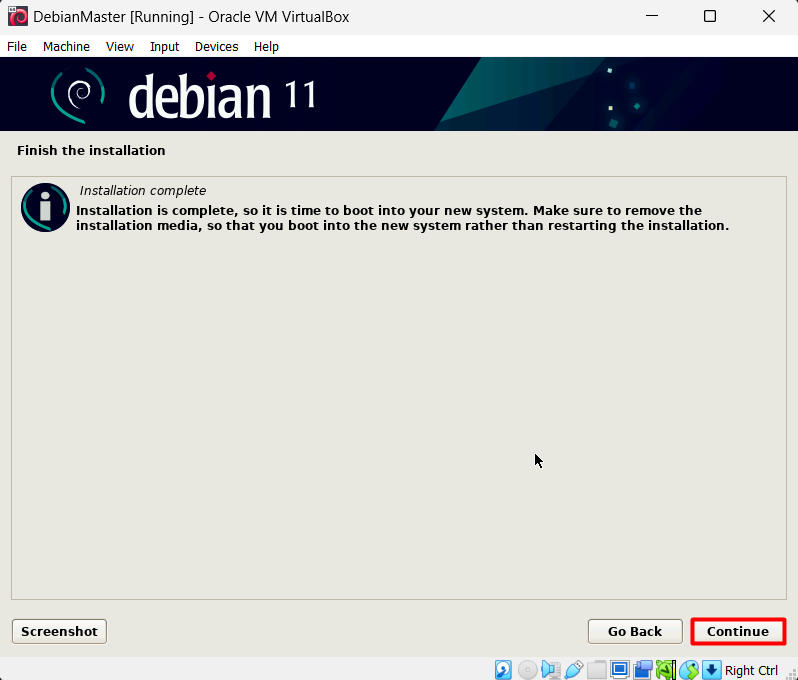 DebianMaster [Running] - Oracle VM VirtualBox
File Machine View Input Devices Help
debian 11
Finish the installation
Installation complete
Installation is complete, so it is time to boot into your new system. Make sure to remove the
installation media, so that you boot into the new system rather than restarting the installation.
Screenshot Go Back Continue
Right Ctrl